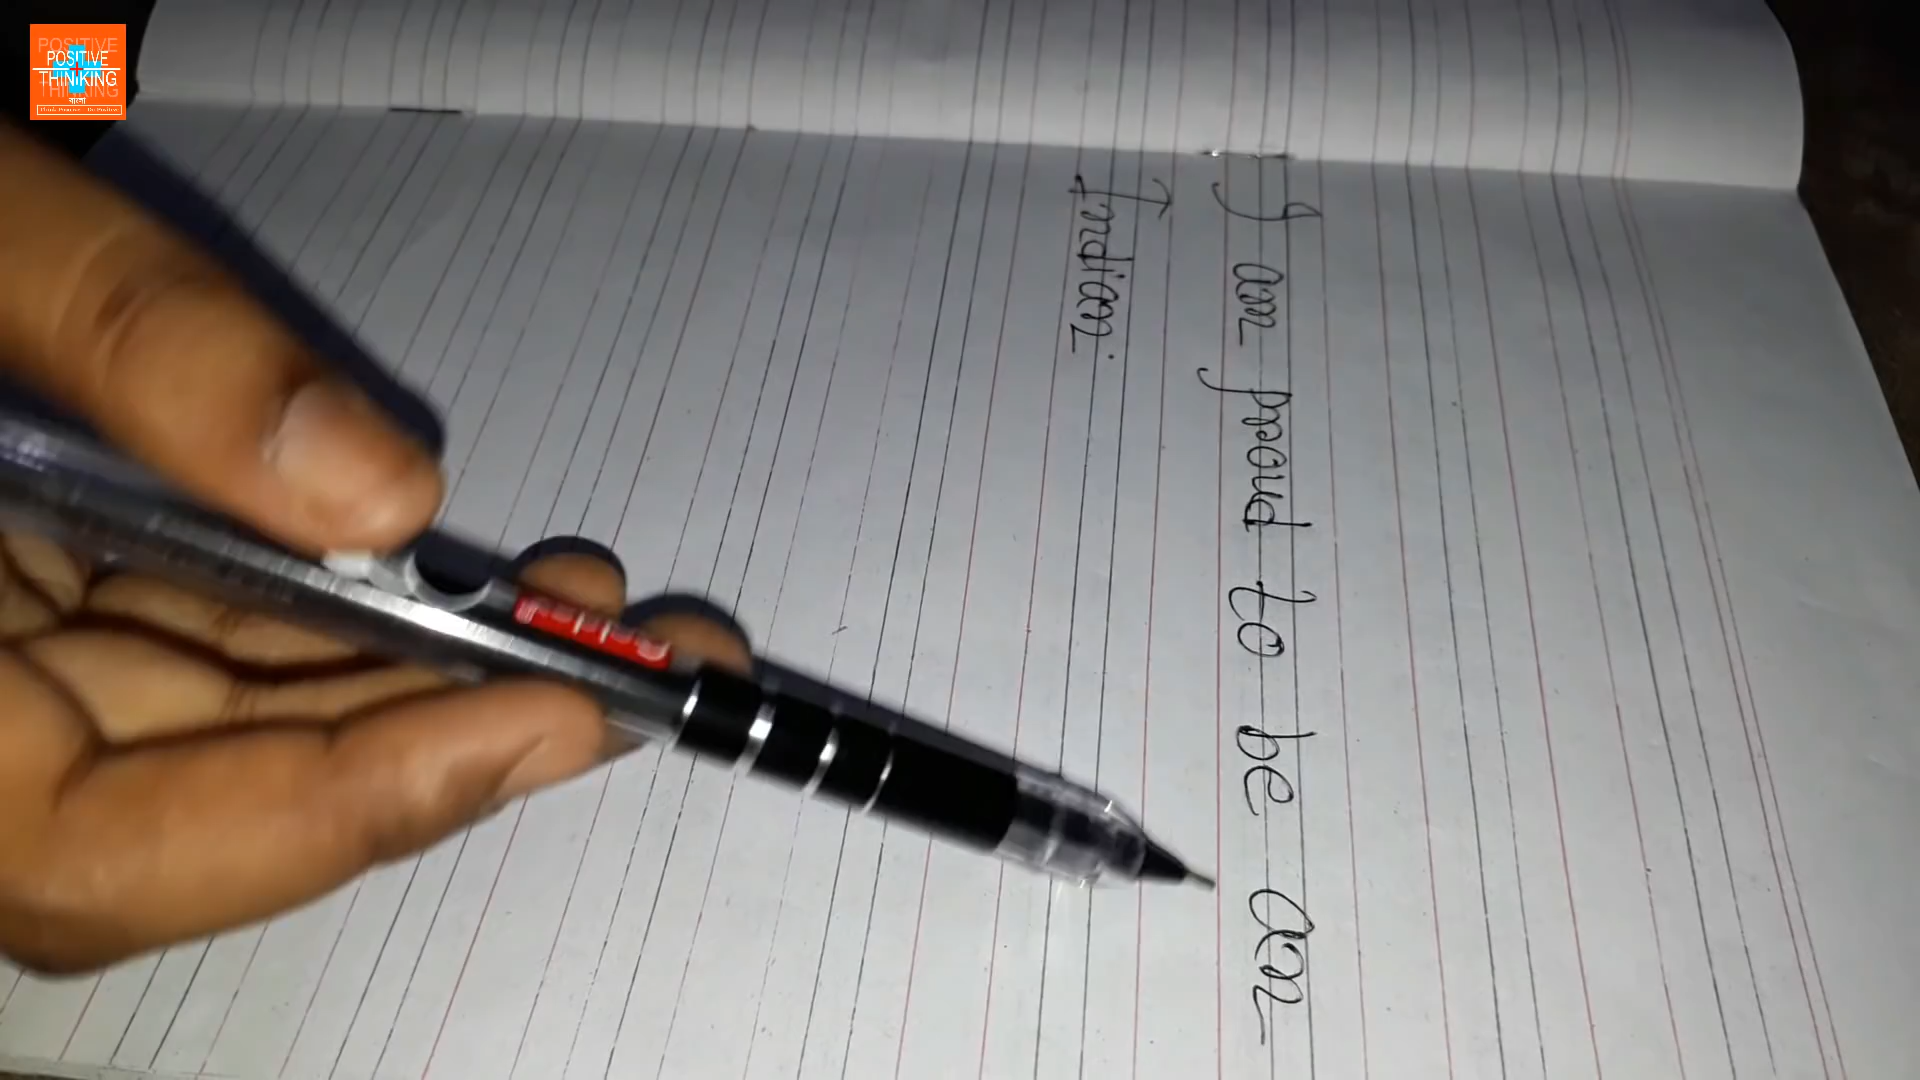 POSITIVE
THINKING
বাংলা
I am proud to be an
Indian.